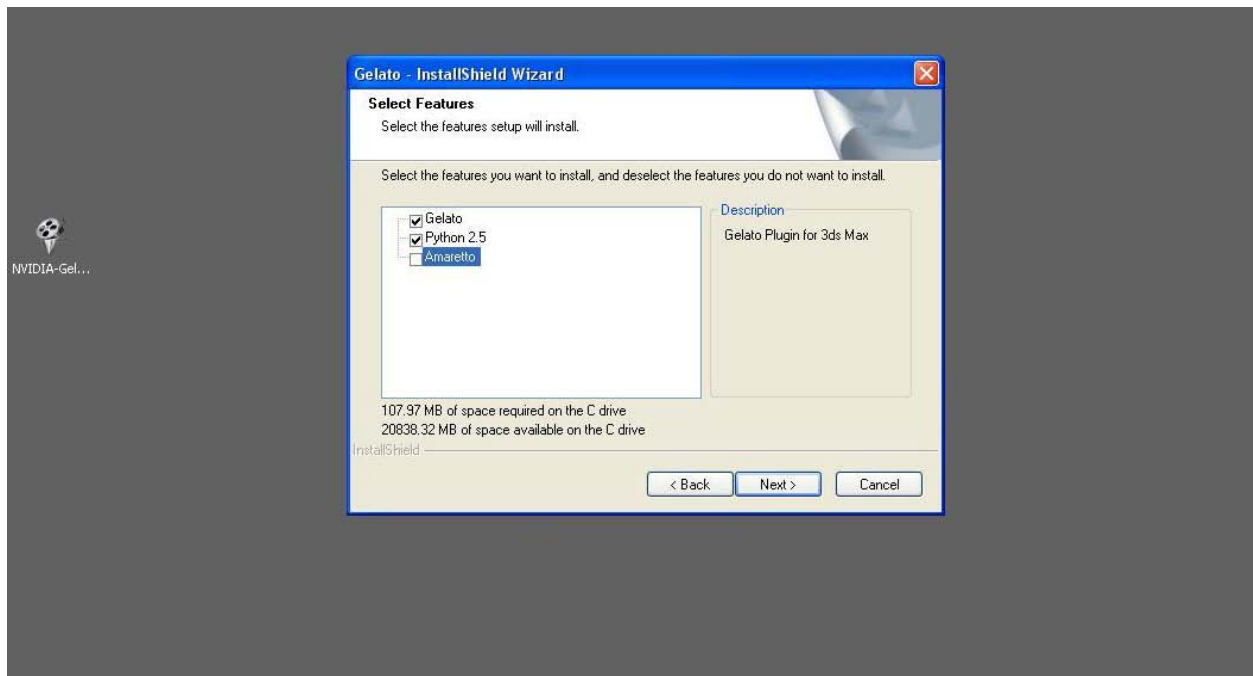 Gelato - InstallShield Wizard
Select Features
Select the features setup will install.
Select the features you want to install, and deselect the features you do not want to install.
Gelato
Python 2.5
Amaretto
Description
Gelato Plugin for 3ds Max
107.97 MB of space required on the C drive
20838.32 MB of space available on the C drive
InstallShield
< Back Next > Cancel
NVIDIA-Gel...